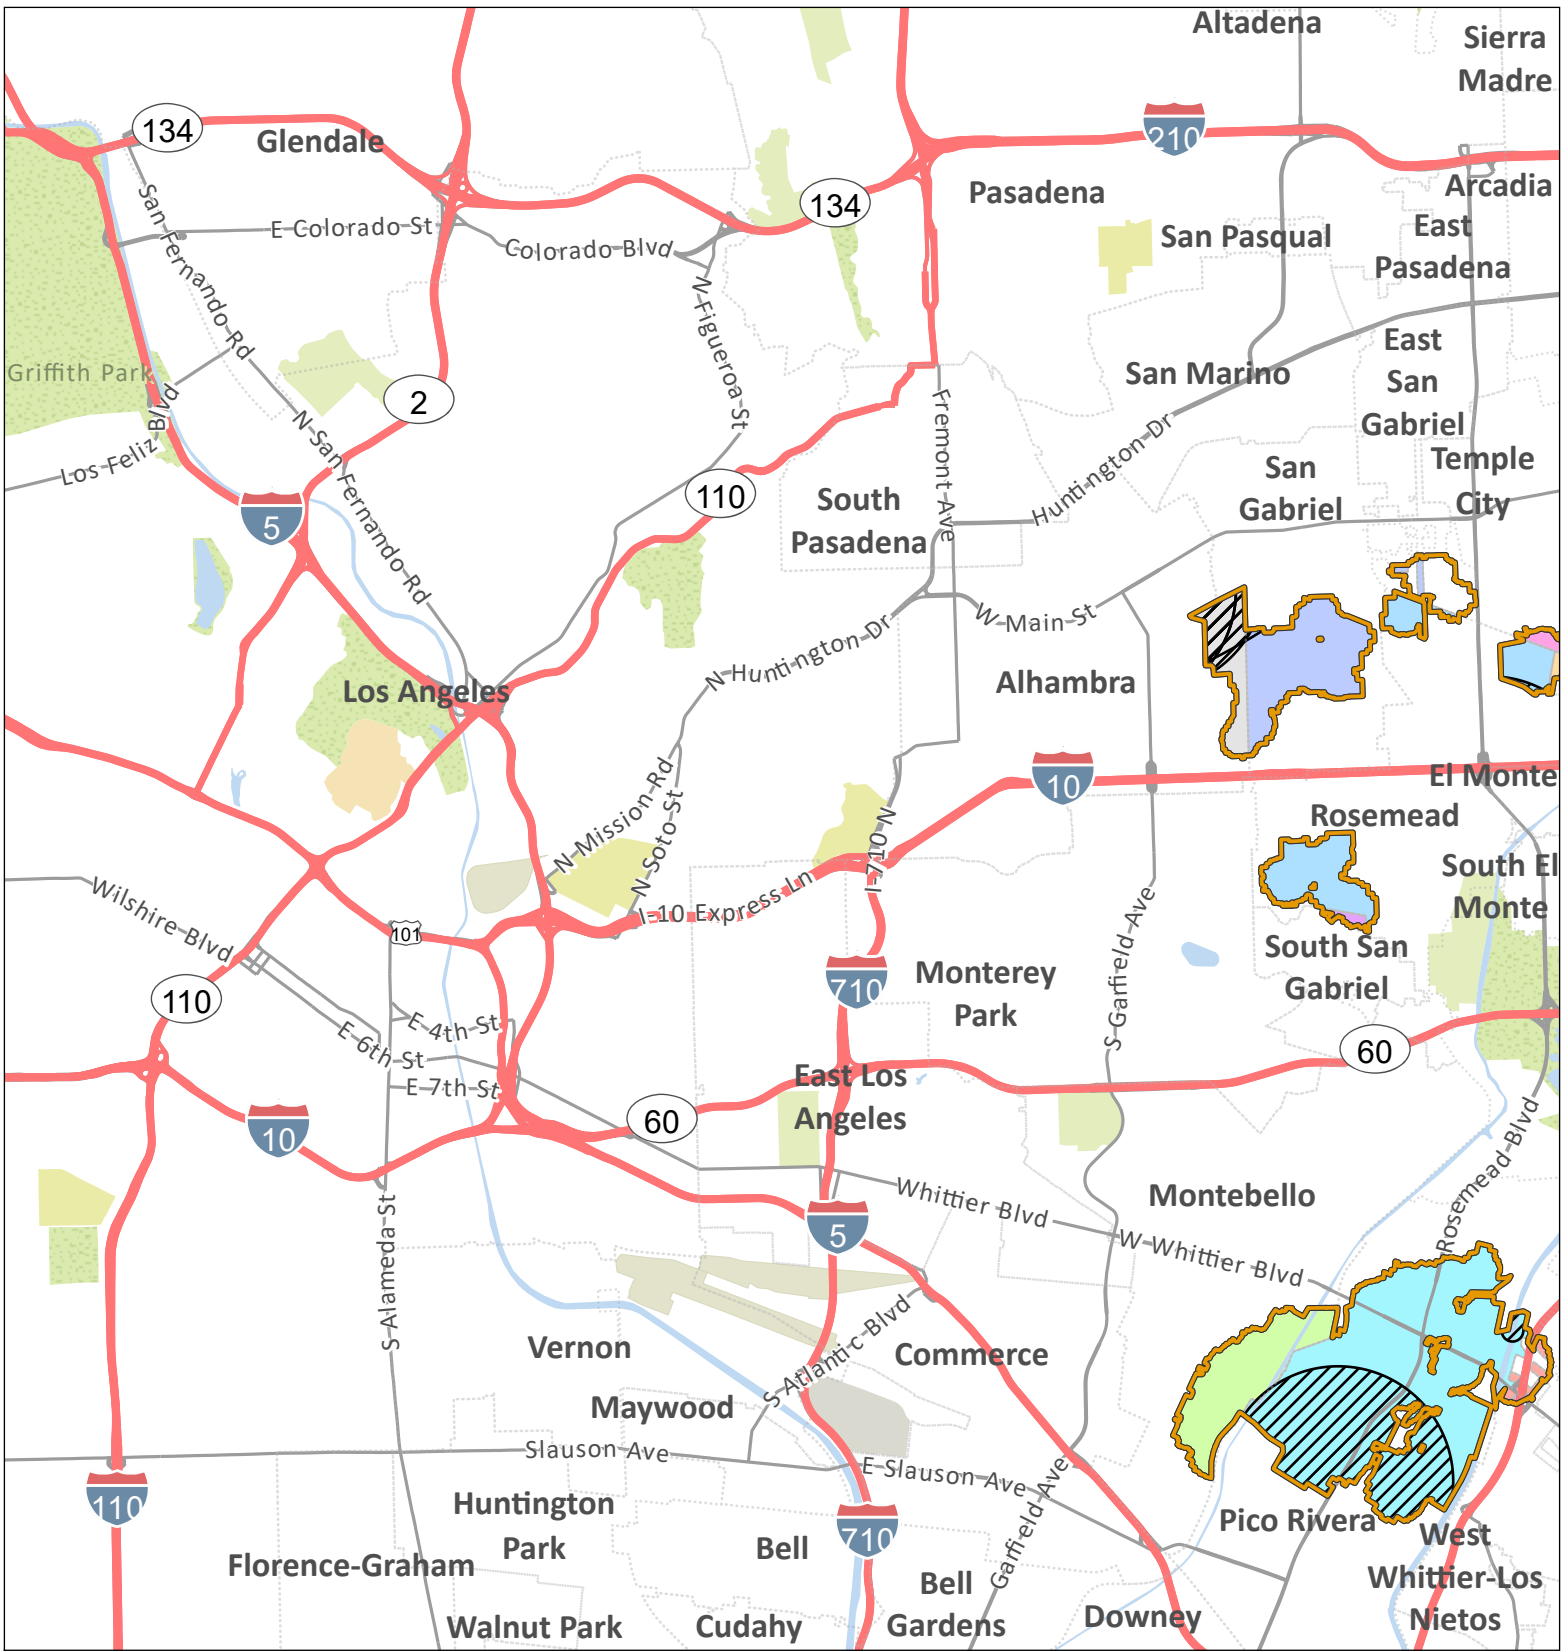 Altadena
Sierra
Madre
134
Glendale
210
Arcadia
Pasadena
134
San Fernando Rd
E Colorado St
Colorado Blvd
San Pasqual
East
Pasadena
N Figueroa St
Griffith Park
East
San
Gabriel
San Marino
2
Los Feliz Blvd
N San Fernando Rd
Fremont Ave
Huntington Dr
Temple
City
San
Gabriel
110
South
Pasadena
5
W Main St
N Huntington Dr
Los Angeles
Alhambra
10
El Monte
N Mission Rd
N Soto St
I-710 N
Rosemead
South El
Monte
Wilshire Blvd
I-10 Express Ln
101
S Garfield Ave
South San
Gabriel
110
710
Monterey
Park
E 4th St
E 6th St
E 7th St
60
East Los
Angeles
60
10
Rosemead Blvd
Whittier Blvd
Montebello
5
S Alameda St
W Whittier Blvd
Vernon
S Atlantic Blvd
Commerce
Maywood
Slauson Ave
E Slauson Ave
110
Huntington
Park
710
Garfield Ave
Pico Rivera
West
Whittier-Los
Nietos
Florence-Graham
Bell
Bell
Gardens
Walnut Park
Cudahy
Downey